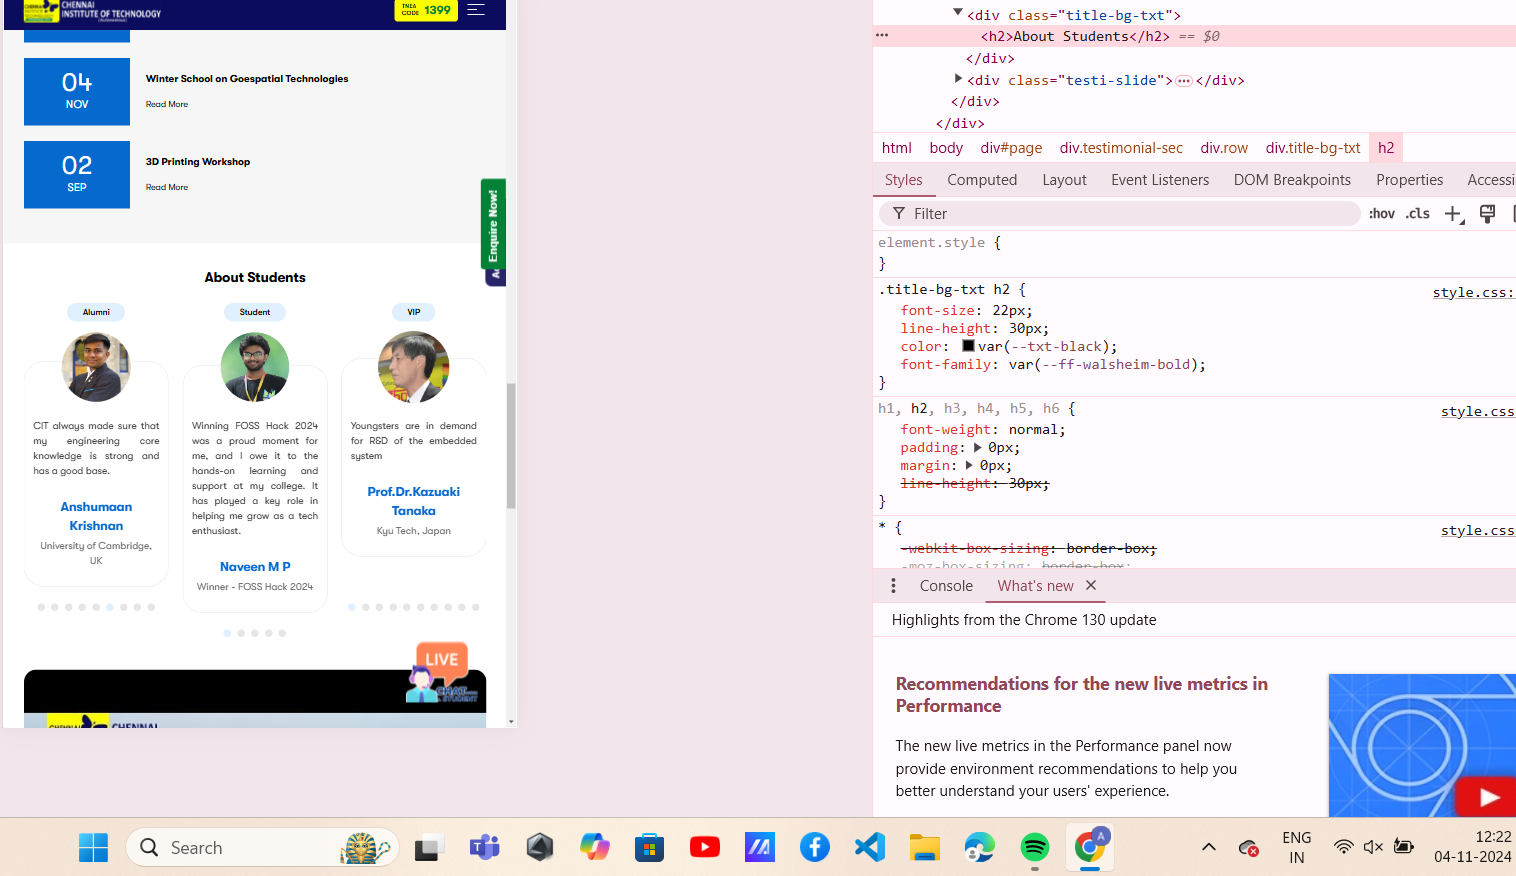 CHENNAI
INSTITUTE OF TECHNOLOGY
(Autonomous)
TNEA
CODE 1399
04
NOV
Winter School on Goespatial Technologies
Read More
02
SEP
3D Printing Workshop
Read More
Enquire Now!
About Students
Alumni
CIT always made sure that
my engineering core
knowledge is strong and
has a good base.
Anshumaan
Krishnan
University of Cambridge,
UK
Student
Winning FOSS Hack 2024
was a proud moment for
me, and I owe it to the
hands-on learning and
support at my college. It
has played a key role in
helping me grow as a tech
enthusiast.
Naveen M P
Winner - FOSS Hack 2024
VIP
Youngsters are in demand
for R&D of the embedded
system
Prof.Dr.Kazuaki
Tanaka
Kyu Tech, Japan
LIVE
CHAT
STUDENT
CHENNAI
<div class="title-bg-txt">
<h2>About Students</h2> == $0
</div>
<div class="testi-slide"> ••• </div>
</div>
</div>
html body div#page div.testimonial-sec div.row div.title-bg-txt h2
Styles Computed Layout Event Listeners DOM Breakpoints Properties Accessi
Filter :hov .cls
element.style {
}
.title-bg-txt h2 { style.css:
font-size: 22px;
line-height: 30px;
color: var(--txt-black);
font-family: var(--ff-walsheim-bold);
}
h1, h2, h3, h4, h5, h6 { style.css
font-weight: normal;
padding: 0px;
margin: 0px;
line-height: 30px;
}
* { style.css
-webkit-box-sizing: border-box;
-moz-box-sizing: border-box;
Console What's new
Highlights from the Chrome 130 update
Recommendations for the new live metrics in
Performance
The new live metrics in the Performance panel now
provide environment recommendations to help you
better understand your users' experience.
Search
A
ENG
IN
12:22
04-11-2024